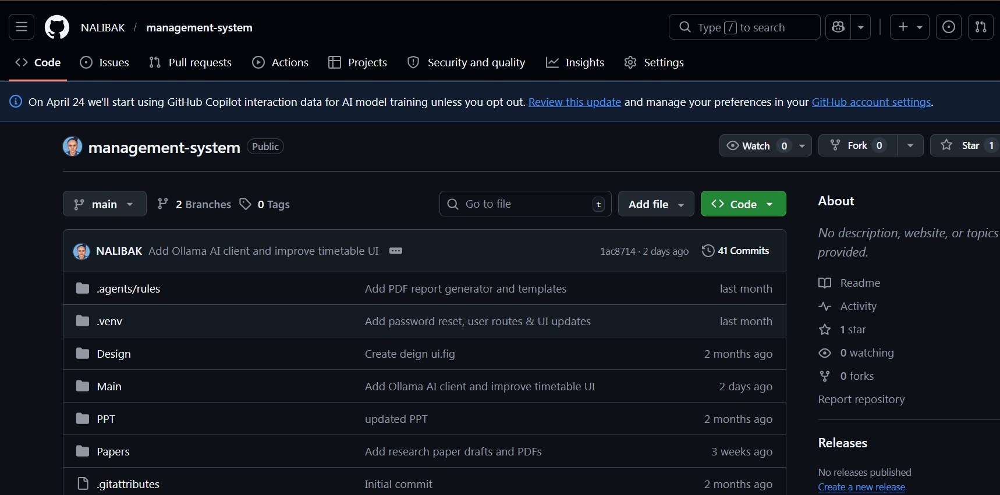 NALIBAK / management-system
Type / to search
Code Issues Pull requests Actions Projects Security and quality Insights Settings
On April 24 we'll start using GitHub Copilot interaction data for AI model training unless you opt out. Review this update and manage your preferences in your GitHub account settings.
management-system Public
Watch 0 Fork 0 Star 1
main 2 Branches 0 Tags
Go to file t Add file Code
NALIBAK Add Ollama AI client and improve timetable UI 1ac8714 · 2 days ago 41 Commits
.agents/rules Add PDF report generator and templates last month
.venv Add password reset, user routes & UI updates last month
Design Create deign ui.fig 2 months ago
Main Add Ollama AI client and improve timetable UI 2 days ago
PPT updated PPT 2 months ago
Papers Add research paper drafts and PDFs 3 weeks ago
.gitattributes Initial commit 2 months ago
About
No description, website, or topics
provided.
Readme
Activity
1 star
0 watching
0 forks
Report repository
Releases
No releases published
Create a new release